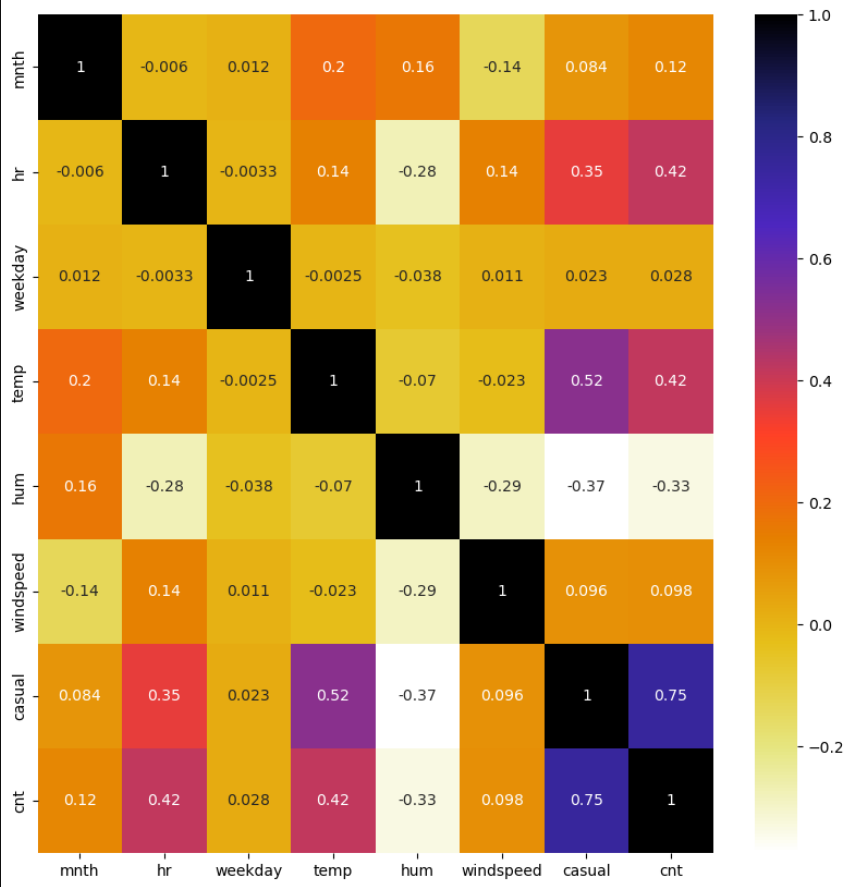 mnth 1 -0.006 0.012 0.2 0.16 -0.14 0.084 0.12
hr -0.006 1 -0.0033 0.14 -0.28 0.14 0.35 0.42
weekday 0.012 -0.0033 1 -0.0025 -0.038 0.011 0.023 0.028
temp 0.2 0.14 -0.0025 1 -0.07 -0.023 0.52 0.42
hum 0.16 -0.28 -0.038 -0.07 1 -0.29 -0.37 -0.33
windspeed -0.14 0.14 0.011 -0.023 -0.29 1 0.096 0.098
casual 0.084 0.35 0.023 0.52 -0.37 0.096 1 0.75
cnt 0.12 0.42 0.028 0.42 -0.33 0.098 0.75 1
mnth hr weekday temp hum windspeed casual cnt
1.0
0.8
0.6
0.4
0.2
0.0
−0.2